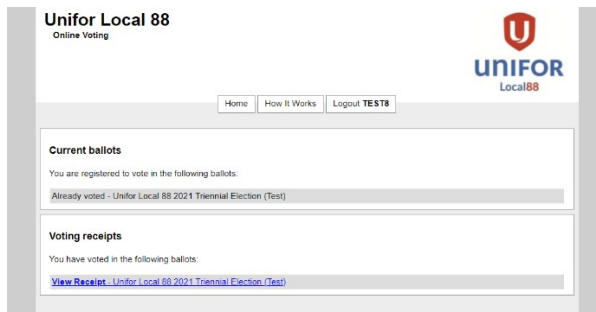 Unifor Local 88
Online Voting
UNIFOR
Local88
Home How It Works Logout TEST8
Current ballots
You are registered to vote in the following ballots:
Already voted - Unifor Local 88 2021 Triennial Election (Test)
Voting receipts
You have voted in the following ballots:
View Receipt - Unifor Local 88 2021 Triennial Election (Test)